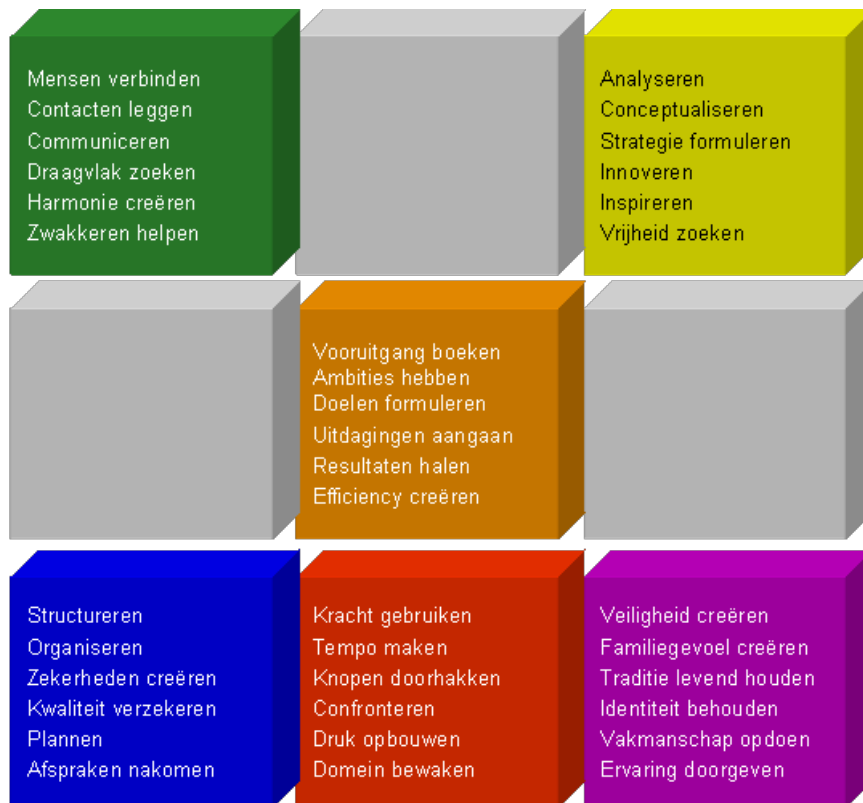 Mensen verbinden
Contacten leggen
Communiceren
Draagvlak zoeken
Harmonie creëren
Zwakkeren helpen
Analyseren
Conceptualiseren
Strategie formuleren
Innoveren
Inspireren
Vrijheid zoeken
Vooruitgang boeken
Ambities hebben
Doelen formuleren
Uitdagingen aangaan
Resultaten halen
Efficiency creëren
Structureren
Organiseren
Zekerheden creëren
Kwaliteit verzekeren
Plannen
Afspraken nakomen
Kracht gebruiken
Tempo maken
Knopen doorhakken
Confronteren
Druk opbouwen
Domein bewaken
Veiligheid creëren
Familiegevoel creëren
Traditie levend houden
Identiteit behouden
Vakmanschap opdoen
Ervaring doorgeven